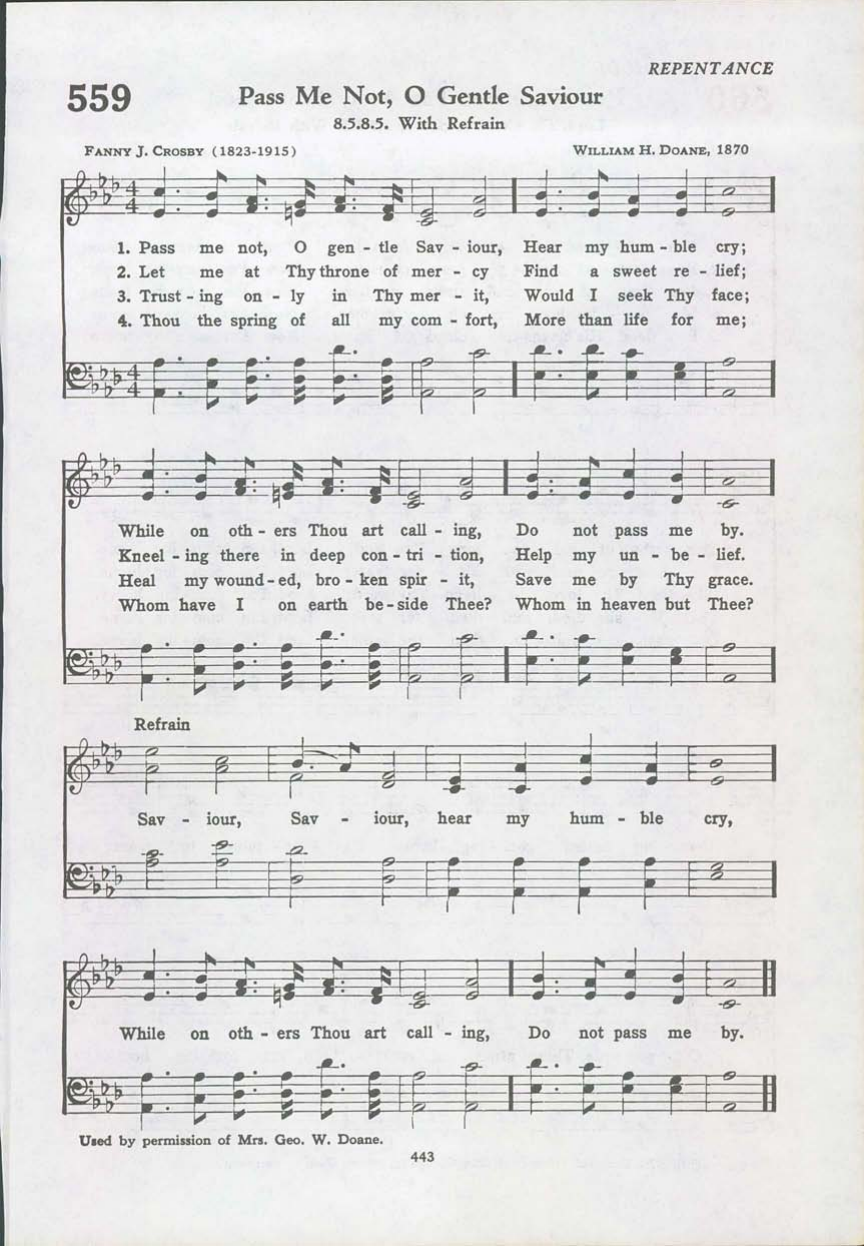 REPENTANCE
559 Pass Me Not, O Gentle Saviour
8.5.8.5. With Refrain
FANNY J. CROSBY (1823-1915) WILLIAM H. DOANE, 1870
1. Pass me not, O gen - tle Sav - iour, Hear my hum - ble cry;
2. Let me at Thy throne of mer - cy Find a sweet re - lief;
3. Trust - ing on - ly in Thy mer - it, Would I seek Thy face;
4. Thou the spring of all my com - fort, More than life for me;
While on oth - ers Thou art call - ing, Do not pass me by.
Kneel - ing there in deep con - tri - tion, Help my un - be - lief.
Heal my wound - ed, bro - ken spir - it, Save me by Thy grace.
Whom have I on earth be - side Thee? Whom in heaven but Thee?
Refrain
Sav - iour, Sav - iour, hear my hum - ble cry,
While on oth - ers Thou art call - ing, Do not pass me by.
Used by permission of Mrs. Geo. W. Doane.
443